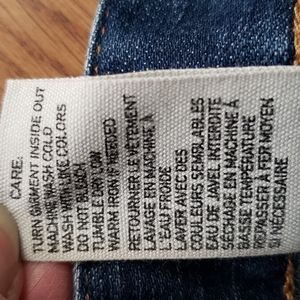 CARE:
TURN GARMENT INSIDE OUT
MACHINE WASH COLD
WASH WITH LIKE COLORS
DO NOT BLEACH
TUMBLE DRY LOW
WARM IRON IF NEEDED
RETOURNER LE VÊTEMENT
LAVAGE EN MACHINE À
L'EAU FROIDE
LAVER AVEC DES
COULEURS SEMBLABLES
EAU DE JAVEL INTERDITE
SÉCHAGE EN MACHINE À
BASSE TEMPÉRATURE
REPASSER À FER MOYEN
SI NÉCESSAIRE